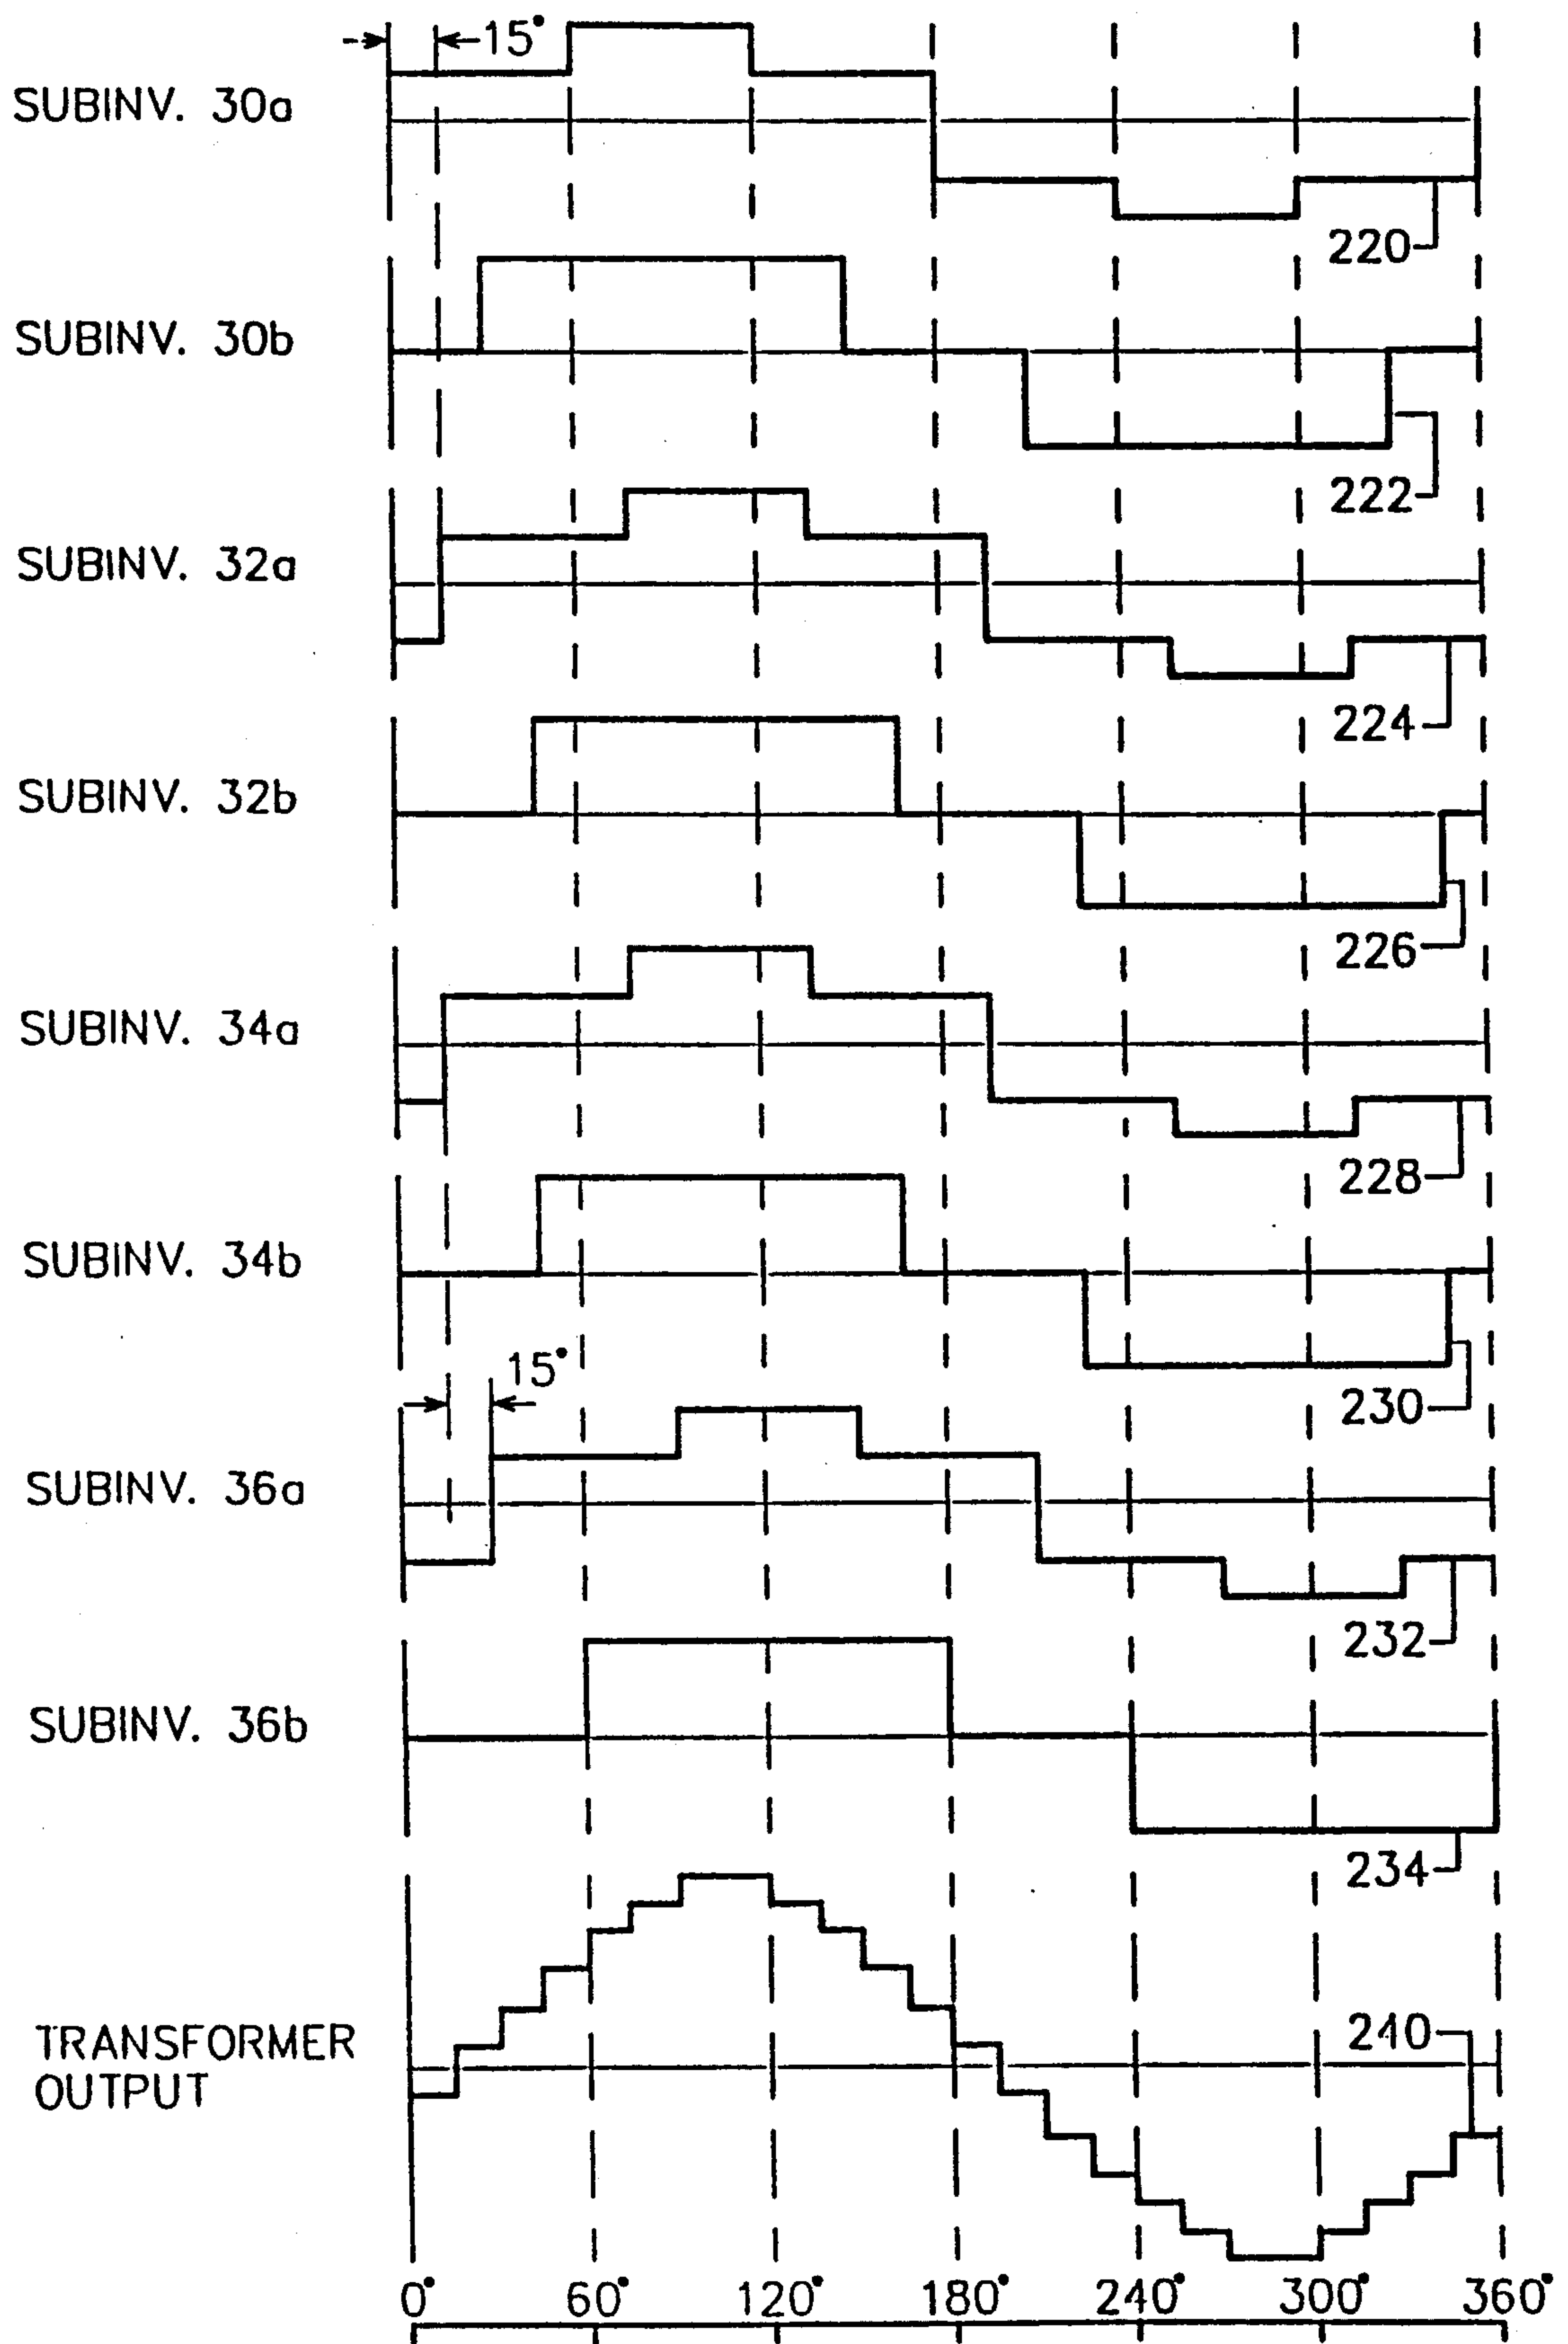 15°
SUBINV. 30a
220
SUBINV. 30b
222
SUBINV. 32a
224
SUBINV. 32b
226
SUBINV. 34a
228
SUBINV. 34b
230
15°
SUBINV. 36a
232
SUBINV. 36b
234
240
TRANSFORMER
OUTPUT
0° 60° 120° 180° 240° 300° 360°